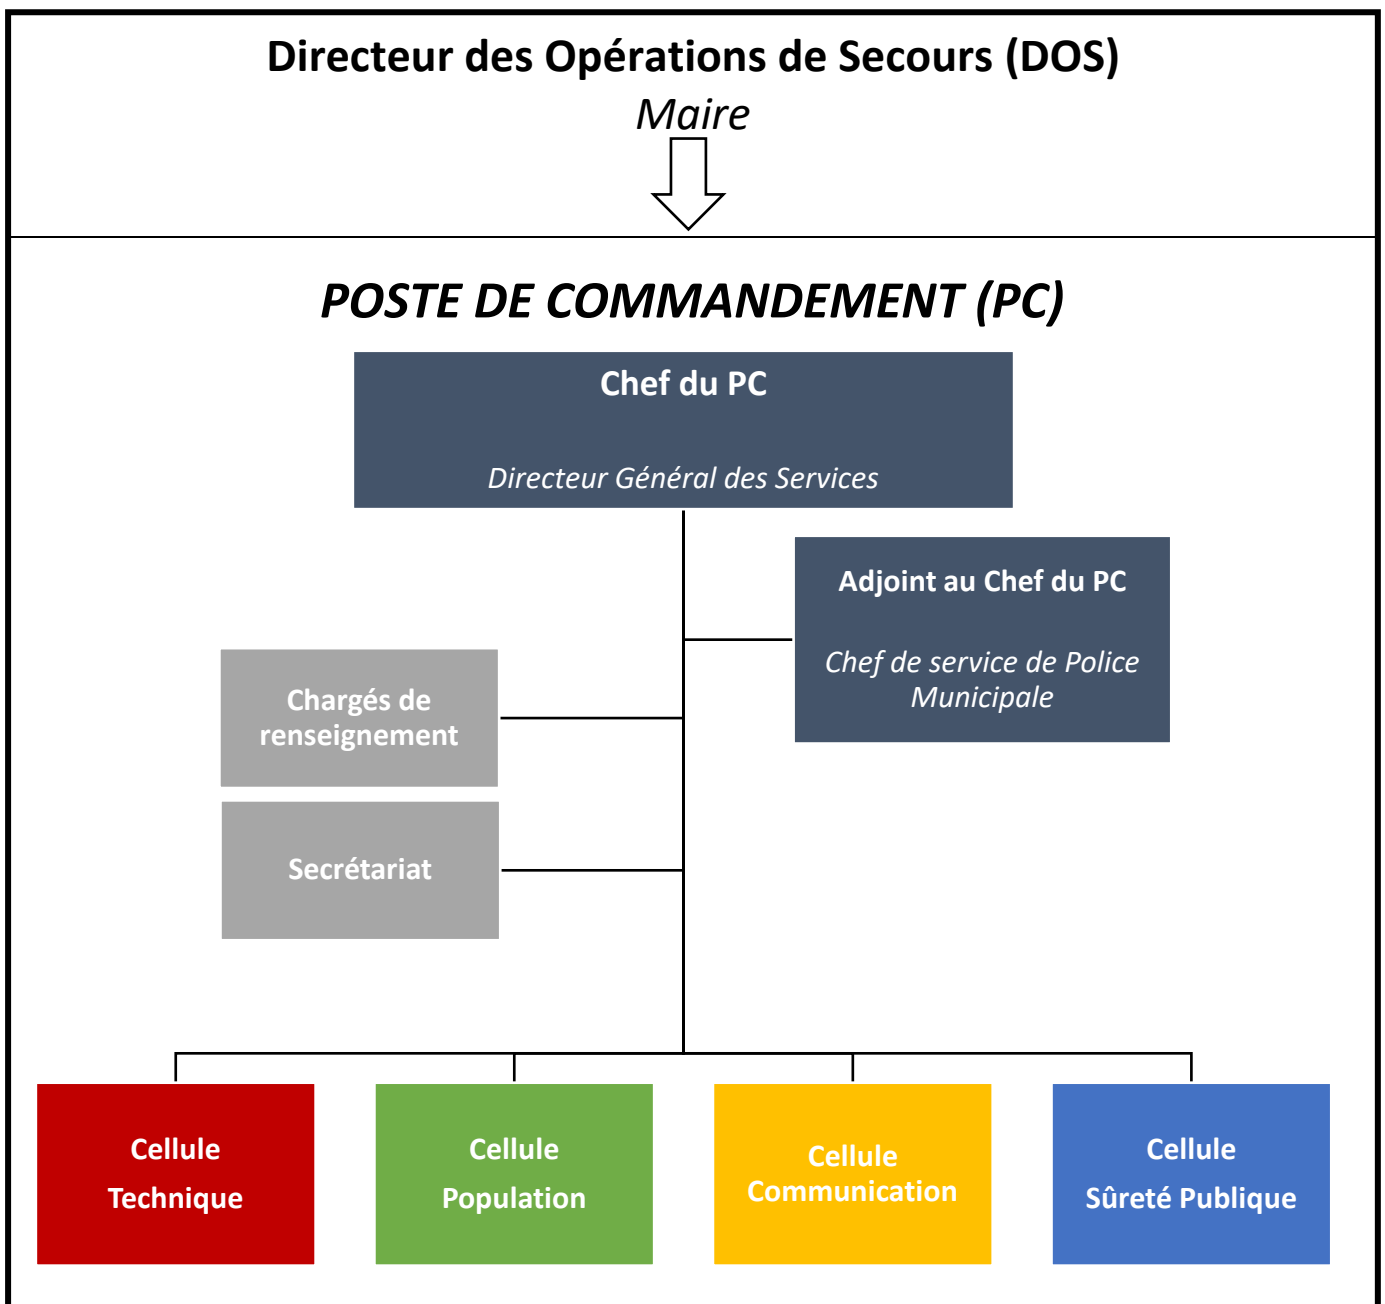 Directeur des Opérations de Secours (DOS)
Maire
POSTE DE COMMANDEMENT (PC)
Chef du PC
Directeur Général des Services
Adjoint au Chef du PC
Chef de service de Police
Municipale
Chargés de
renseignement
Secrétariat
Cellule
Technique
Cellule
Population
Cellule
Communication
Cellule
Sûreté Publique